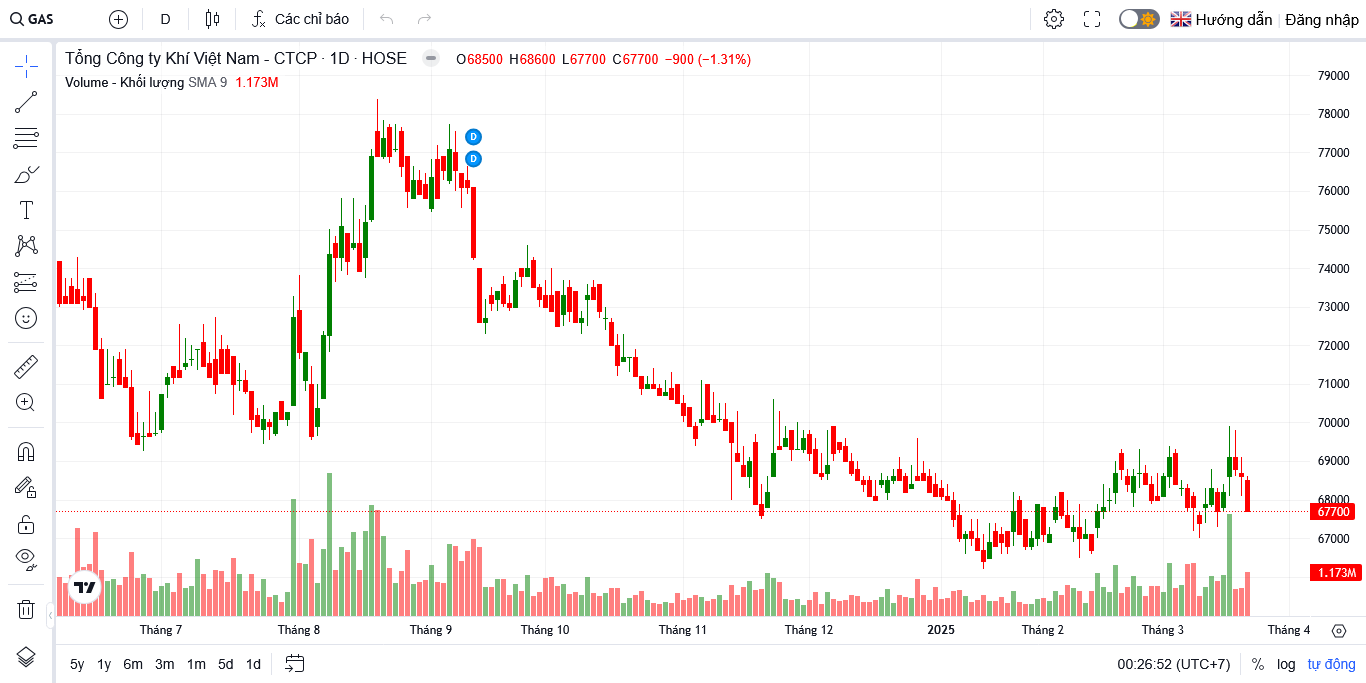 GAS D Các chỉ báo Hướng dẫn Đăng nhập
Tổng Công ty Khí Việt Nam - CTCP · 1D · HOSE O68500 H68600 L67700 C67700 −900 (−1.31%)
Volume - Khối lượng SMA 9 1.173M
79000
78000
D
77000
D
76000
75000
74000
73000
72000
71000
70000
69000
68000
67700
67000
1.173M
Tháng 7 Tháng 8 Tháng 9 Tháng 10 Tháng 11 Tháng 12 2025 Tháng 2 Tháng 3 Tháng 4
5y 1y 6m 3m 1m 5d 1d 00:26:52 (UTC+7) % log tự động